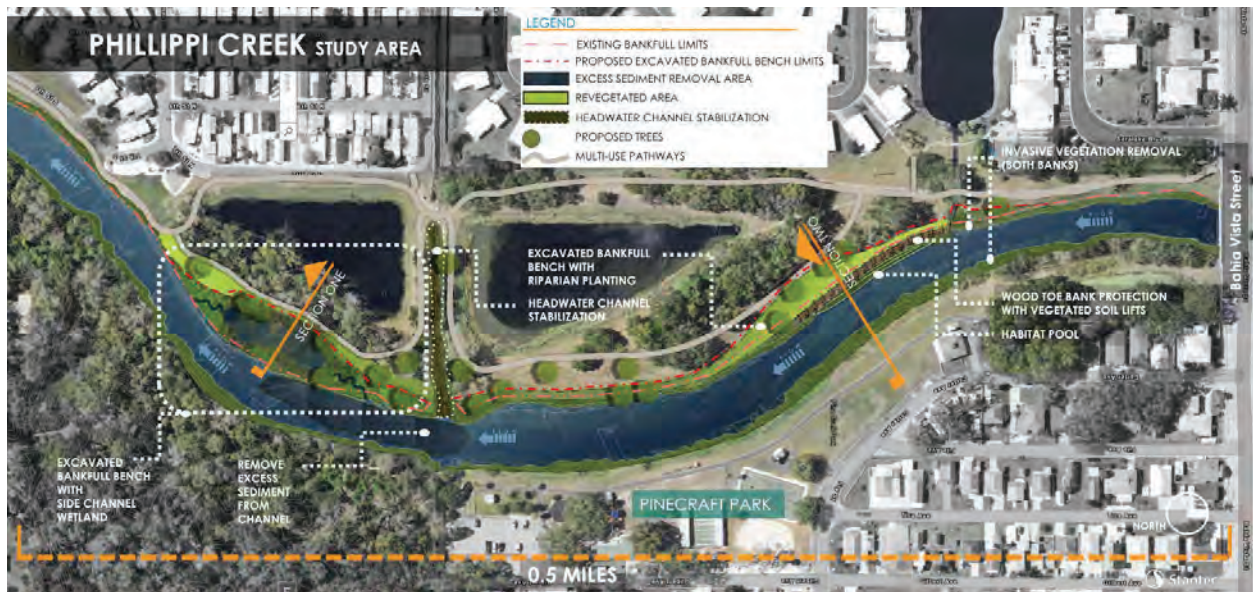 PHILLIPPI CREEK STUDY AREA
LEGEND
EXISTING BANKFULL LIMITS
PROPOSED EXCAVATED BANKFULL BENCH LIMITS
EXCESS SEDIMENT REMOVAL AREA
REVEGETATED AREA
HEADWATER CHANNEL STABILIZATION
PROPOSED TREES
MULTI-USE PATHWAYS
INVASIVE VEGETATION REMOVAL
(BOTH BANKS)
Bahia Vista Street
SECTION ONE
EXCAVATED BANKFULL
BENCH WITH
RIPARIAN PLANTING
HEADWATER CHANNEL
STABILIZATION
SECTION TWO
WOOD TOE BANK PROTECTION
WITH VEGETATED SOIL LIFTS
HABITAT POOL
EXCAVATED
BANKFULL BENCH
WITH
SIDE CHANNEL
WETLAND
REMOVE
EXCESS
SEDIMENT
FROM
CHANNEL
PINECRAFT PARK
NORTH
0.5 MILES
Stantec